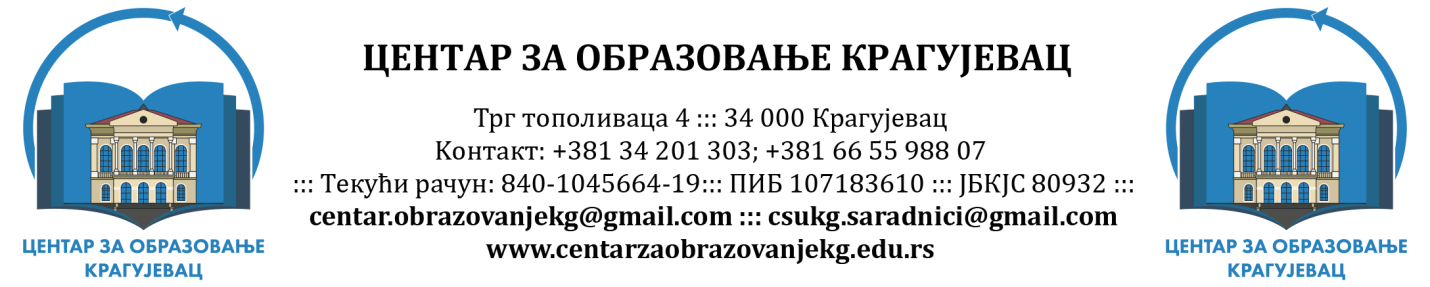 ЦЕНТАР ЗА ОБРАЗОВАЊЕ КРАГУЈЕВАЦ
Трг тополиваца 4 ::: 34 000 Крагујевац
Контакт: +381 34 201 303; +381 66 55 988 07
::: Текући рачун: 840-1045664-19::: ПИБ 107183610 ::: ЈБКЈС 80932 :::
centar.obrazovanjekg@gmail.com ::: csukg.saradnici@gmail.com
www.centarzaobrazovanjekg.edu.rs
ЦЕНТАР ЗА ОБРАЗОВАЊЕ
КРАГУЈЕВАЦ
ЦЕНТАР ЗА ОБРАЗОВАЊЕ
КРАГУЈЕВАЦ